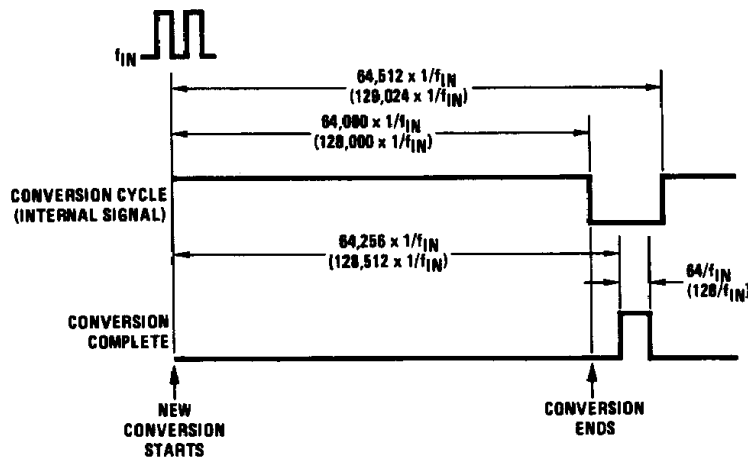 fIN
64,512 x 1/fIN
(129,024 x 1/fIN)
64,000 x 1/fIN
(128,000 x 1/fIN)
CONVERSION CYCLE
(INTERNAL SIGNAL)
64,256 x 1/fIN
(128,512 x 1/fIN)
64/fIN
(128/fIN)
CONVERSION
COMPLETE
NEW
CONVERSION
STARTS
CONVERSION
ENDS